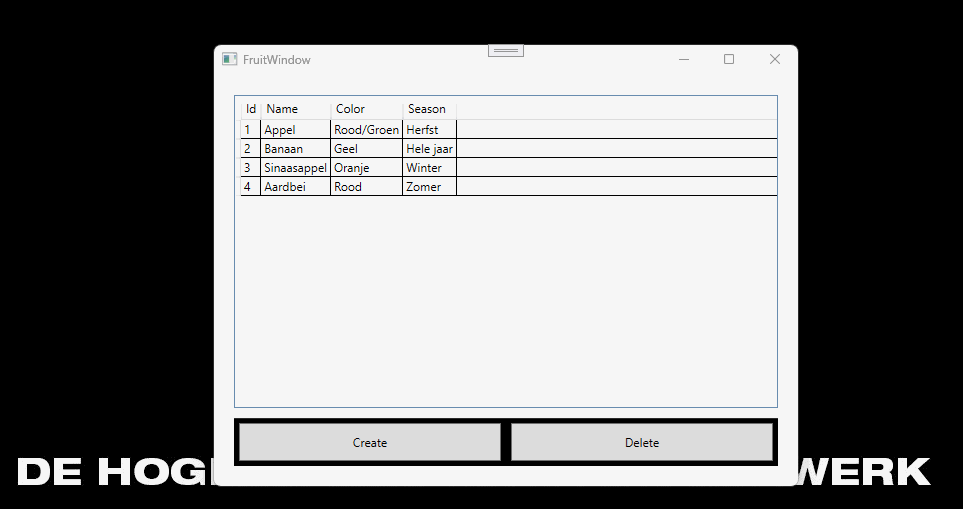 FruitWindow
Id Name Color Season
1 Appel Rood/Groen Herfst
2 Banaan Geel Hele jaar
3 Sinaasappel Oranje Winter
4 Aardbei Rood Zomer
Create Delete
DE WERK